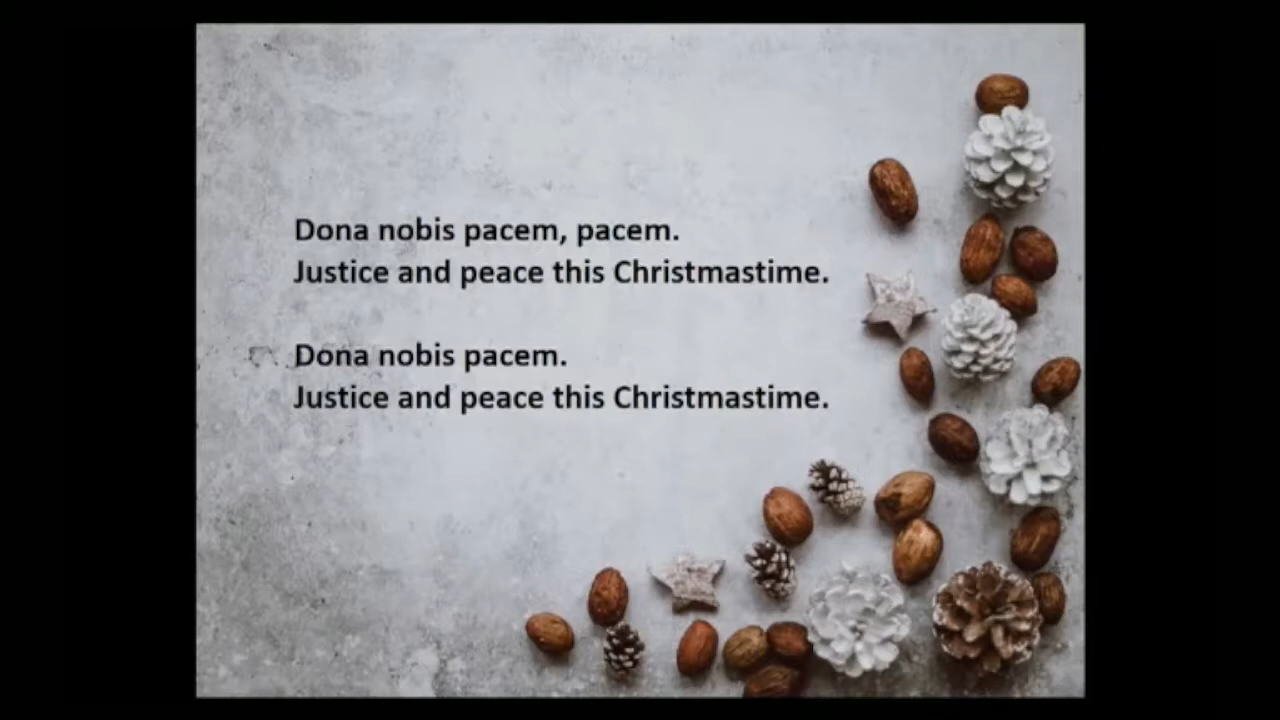 Dona nobis pacem, pacem.
Justice and peace this Christmastime.
Dona nobis pacem.
Justice and peace this Christmastime.